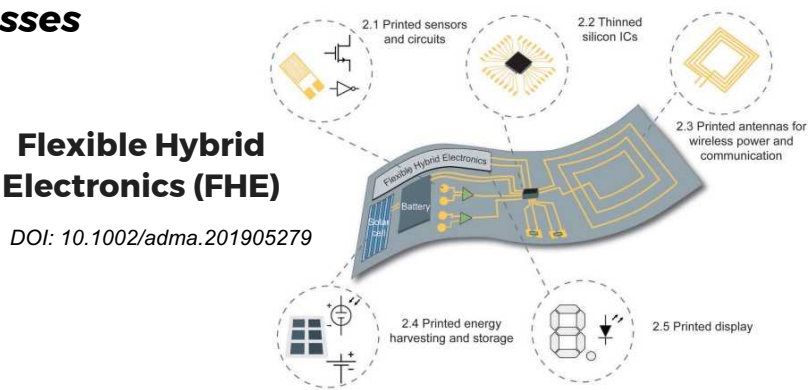 sses
2.1 Printed sensors
and circuits
2.2 Thinned
silicon ICs
2.3 Printed antennas for
wireless power and
communication
Flexible Hybrid
Electronics (FHE)
DOI: 10.1002/adma.201905279
Flexible Hybrid Electronics
Battery
Solar
cell
2.4 Printed energy
harvesting and storage
2.5 Printed display